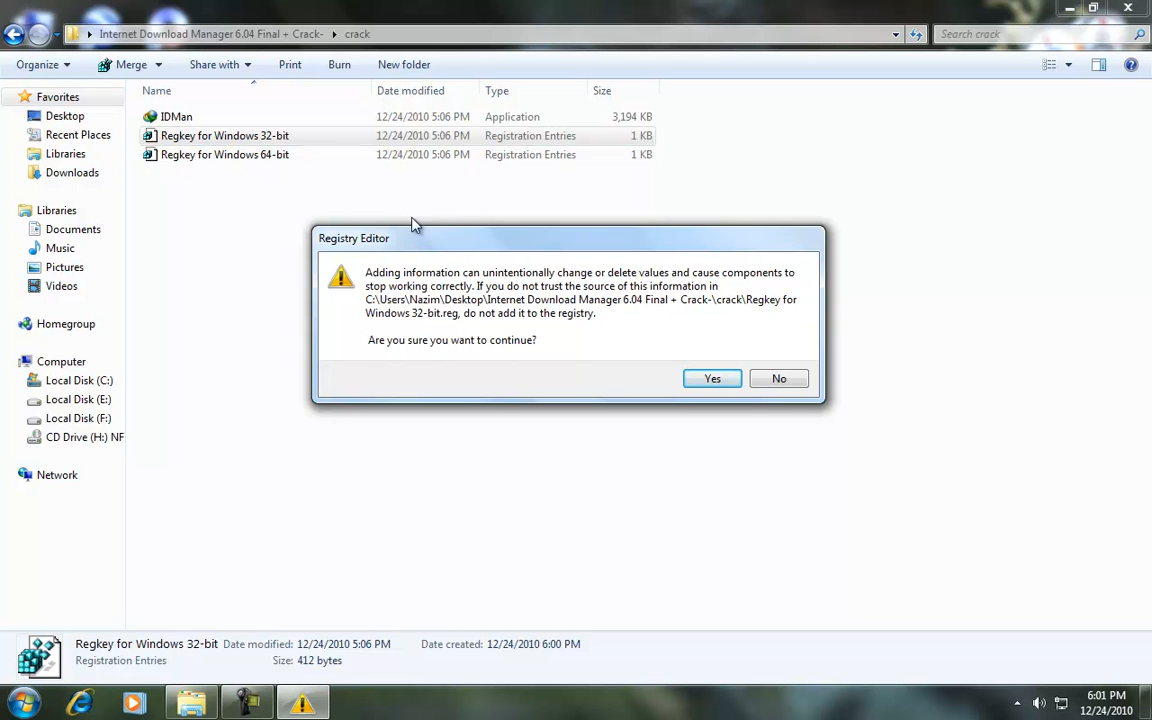 Internet Download Manager 6.04 Final + Crack- crack
Search crack
Organize Merge Share with Print Burn New folder
Name Date modified Type Size
Favorites
Desktop
Recent Places
Libraries
Downloads
Libraries
Documents
Music
Pictures
Videos
Homegroup
Computer
Local Disk (C:)
Local Disk (E:)
Local Disk (F:)
CD Drive (H:) NF
Network
IDMan 12/24/2010 5:06 PM Application 3,194 KB
Regkey for Windows 32-bit 12/24/2010 5:06 PM Registration Entries 1 KB
Regkey for Windows 64-bit 12/24/2010 5:06 PM Registration Entries 1 KB
Registry Editor
Adding information can unintentionally change or delete values and cause components to
stop working correctly. If you do not trust the source of this information in
C:\Users\Nazim\Desktop\Internet Download Manager 6.04 Final + Crack-\crack\Regkey for
Windows 32-bit.reg, do not add it to the registry.
Are you sure you want to continue?
Yes No
Regkey for Windows 32-bit Date modified: 12/24/2010 5:06 PM Date created: 12/24/2010 6:00 PM
Registration Entries Size: 412 bytes
6:01 PM
12/24/2010